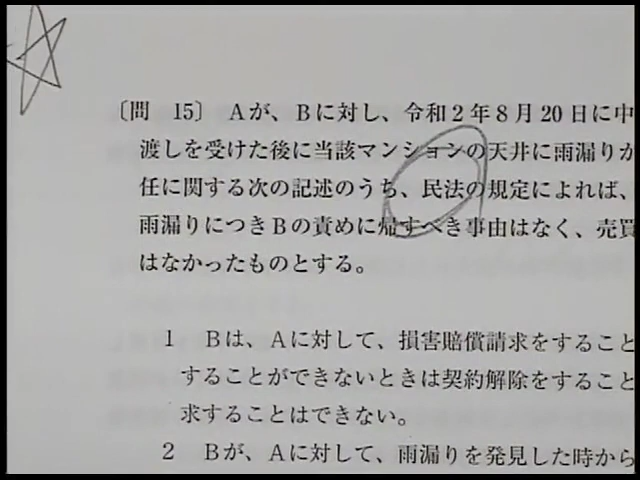 〔問　15〕　Ａが、Ｂに対し、令和２年８月20日に中
渡しを受けた後に当該マンションの天井に雨漏りが
任に関する次の記述のうち、民法の規定によれば、
雨漏りにつきＢの責めに帰すべき事由はなく、売買
はなかったものとする。
１　Ｂは、Ａに対して、損害賠償請求をすること
することができないときは契約解除をすること
求することはできない。
２　Ｂが、Ａに対して、雨漏りを発見した時から